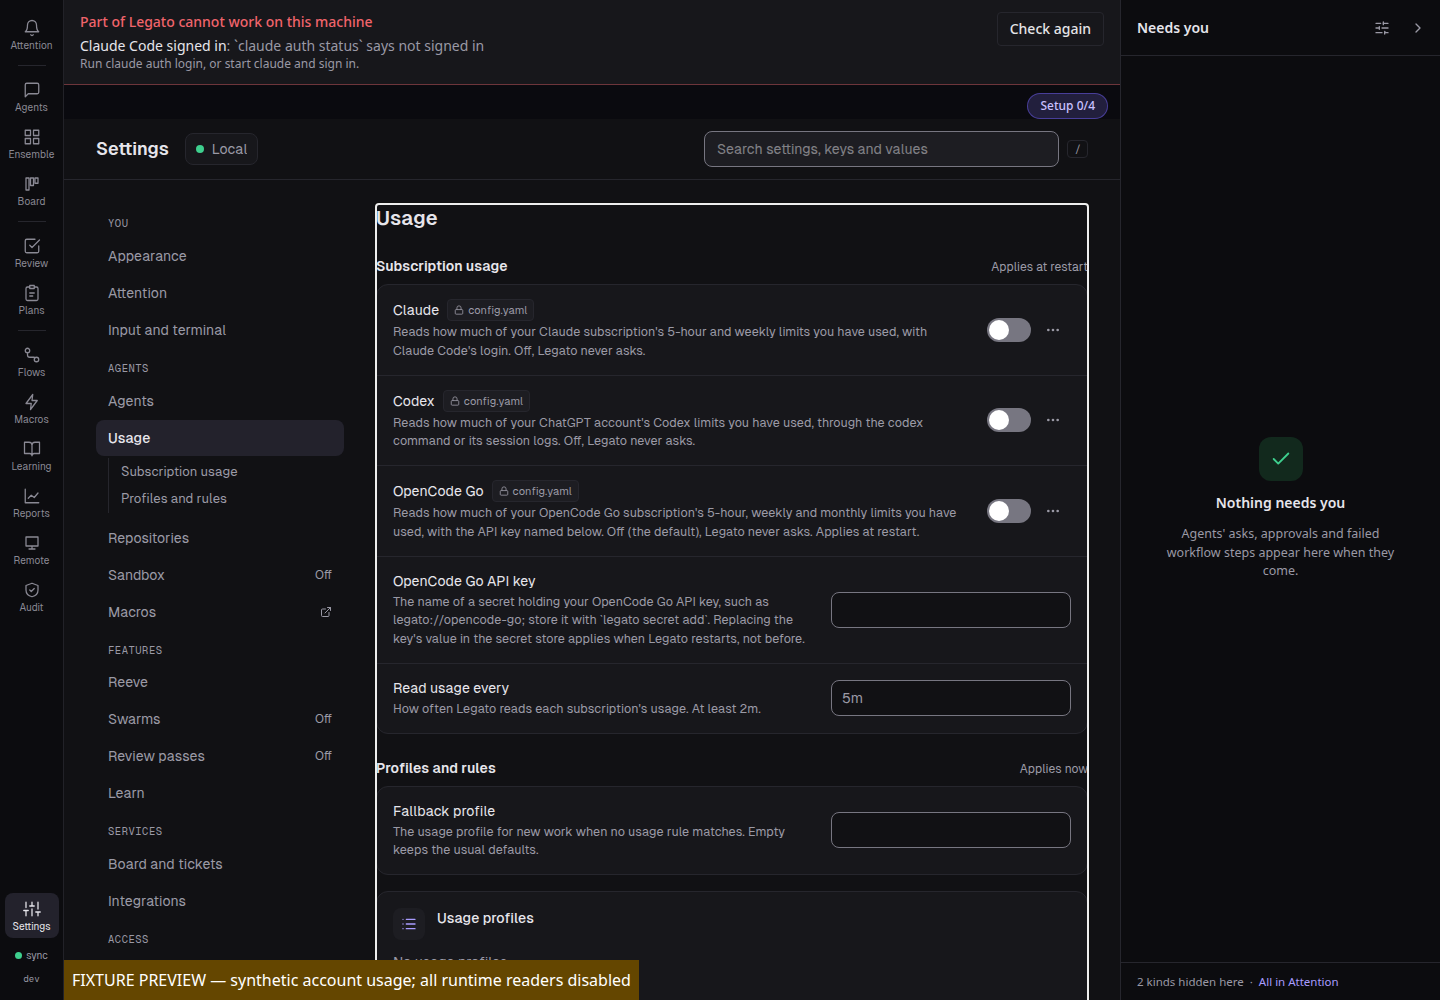 Attention
Agents
Ensemble
Board
Review
Plans
Flows
Macros
Learning
Reports
Remote
Audit
Settings
sync
dev
Part of Legato cannot work on this machine
Claude Code signed in: `claude auth status` says not signed in
Run claude auth login, or start claude and sign in.
Check again
Setup 0/4
Settings
Local
Search settings, keys and values
/
YOU
Appearance
Attention
Input and terminal
AGENTS
Agents
Usage
Subscription usage
Profiles and rules
Repositories
Sandbox Off
Macros
FEATURES
Reeve
Swarms Off
Review passes Off
Learn
SERVICES
Board and tickets
Integrations
ACCESS
Usage
Subscription usage Applies at restart
Claude config.yaml
Reads how much of your Claude subscription's 5-hour and weekly limits you have used, with
Claude Code's login. Off, Legato never asks.
Codex config.yaml
Reads how much of your ChatGPT account's Codex limits you have used, through the codex
command or its session logs. Off, Legato never asks.
OpenCode Go config.yaml
Reads how much of your OpenCode Go subscription's 5-hour, weekly and monthly limits you have
used, with the API key named below. Off (the default), Legato never asks. Applies at restart.
OpenCode Go API key
The name of a secret holding your OpenCode Go API key, such as
legato://opencode-go; store it with `legato secret add`. Replacing the
key's value in the secret store applies when Legato restarts, not before.
Read usage every
How often Legato reads each subscription's usage. At least 2m.
5m
Profiles and rules Applies now
Fallback profile
The usage profile for new work when no usage rule matches. Empty
keeps the usual defaults.
Usage profiles
No usage profiles
FIXTURE PREVIEW — synthetic account usage; all runtime readers disabled
Needs you
Nothing needs you
Agents' asks, approvals and failed
workflow steps appear here when they
come.
2 kinds hidden here · All in Attention